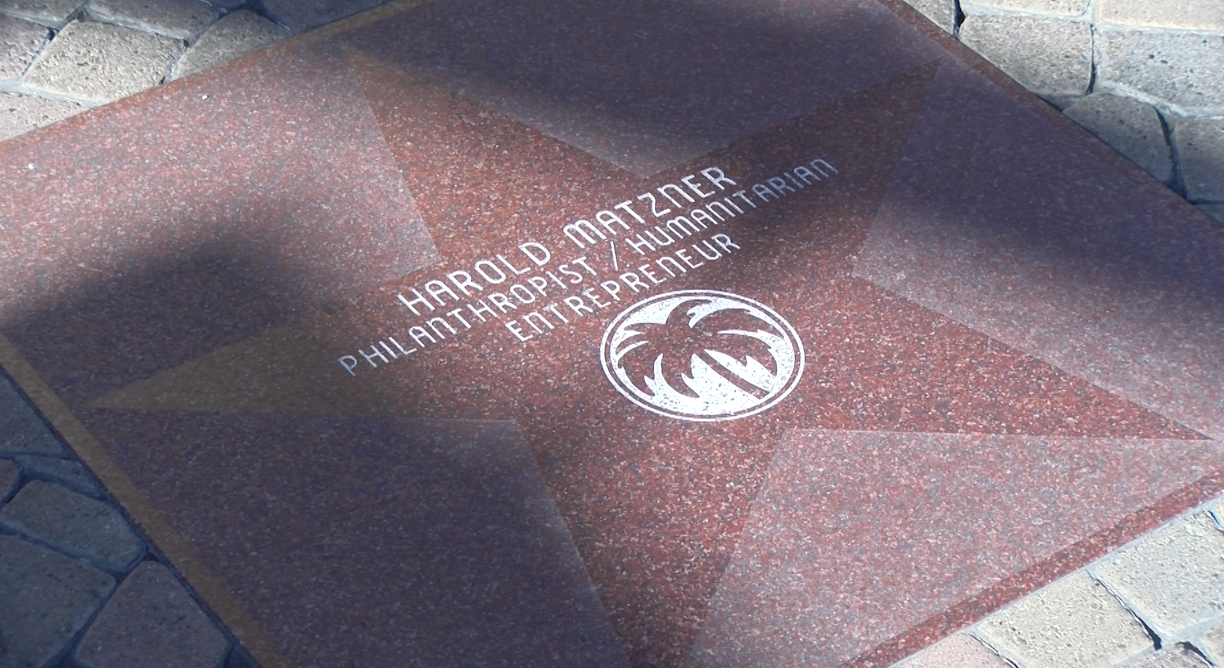 HAROLD MATZNER
PHILANTHROPIST / HUMANITARIAN
ENTREPRENEUR